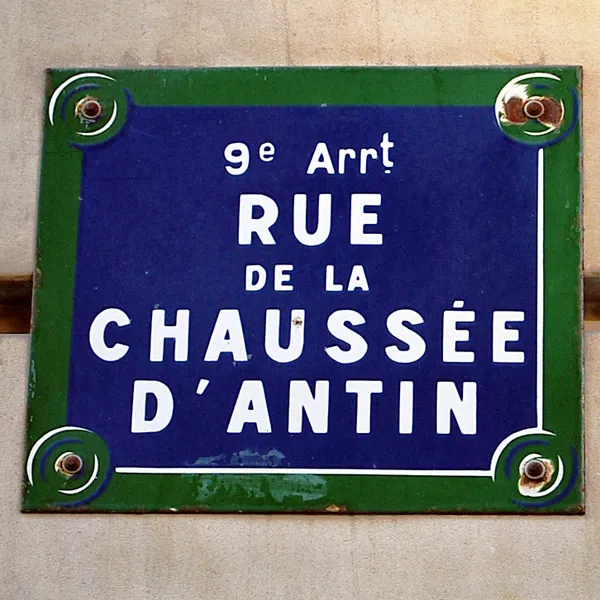 9e Arrt
RUE
DE LA
CHAUSSÉE
D'ANTIN